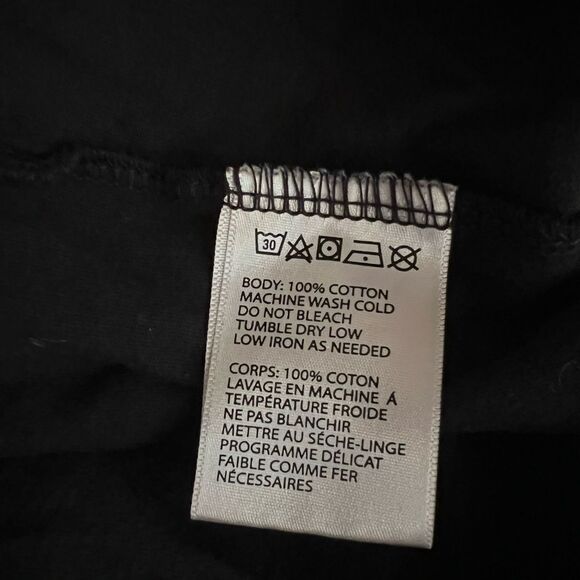 30
BODY: 100% COTTON
MACHINE WASH COLD
DO NOT BLEACH
TUMBLE DRY LOW
LOW IRON AS NEEDED
CORPS: 100% COTON
LAVAGE EN MACHINE Á
TEMPÉRATURE FROIDE
NE PAS BLANCHIR
METTRE AU SÉCHE-LINGE
PROGRAMME DÉLICAT
FAIBLE COMME FER
NÉCESSAIRES